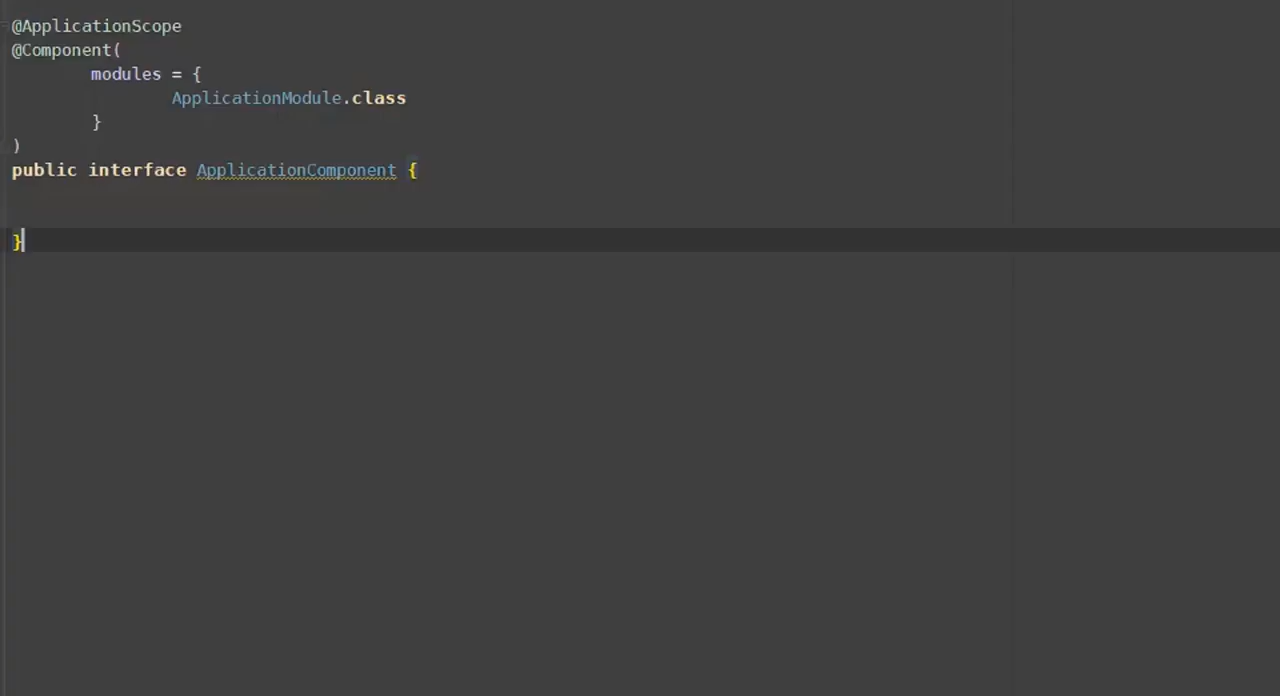 @ApplicationScope
@Component(
        modules = {
                ApplicationModule.class
        }
)
public interface ApplicationComponent {
}